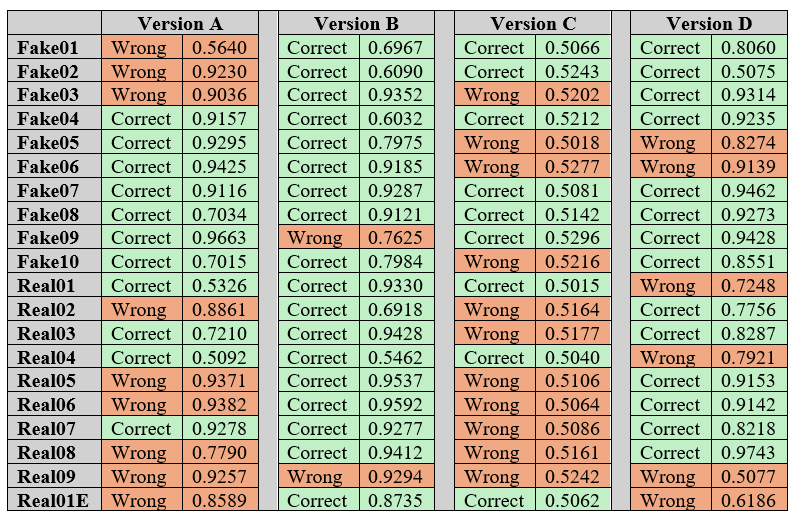 Version A Version B Version C Version D
Fake01 Wrong 0.5640 Correct 0.6967 Correct 0.5066 Correct 0.8060
Fake02 Wrong 0.9230 Correct 0.6090 Correct 0.5243 Correct 0.5075
Fake03 Wrong 0.9036 Correct 0.9352 Wrong 0.5202 Correct 0.9314
Fake04 Correct 0.9157 Correct 0.6032 Correct 0.5212 Correct 0.9235
Fake05 Correct 0.9295 Correct 0.7975 Wrong 0.5018 Wrong 0.8274
Fake06 Correct 0.9425 Correct 0.9185 Wrong 0.5277 Wrong 0.9139
Fake07 Correct 0.9116 Correct 0.9287 Correct 0.5081 Correct 0.9462
Fake08 Correct 0.7034 Correct 0.9121 Correct 0.5142 Correct 0.9273
Fake09 Correct 0.9663 Wrong 0.7625 Correct 0.5296 Correct 0.9428
Fake10 Correct 0.7015 Correct 0.7984 Wrong 0.5216 Correct 0.8551
Real01 Correct 0.5326 Correct 0.9330 Correct 0.5015 Wrong 0.7248
Real02 Wrong 0.8861 Correct 0.6918 Wrong 0.5164 Correct 0.7756
Real03 Correct 0.7210 Correct 0.9428 Wrong 0.5177 Correct 0.8287
Real04 Correct 0.5092 Correct 0.5462 Correct 0.5040 Wrong 0.7921
Real05 Wrong 0.9371 Correct 0.9537 Wrong 0.5106 Correct 0.9153
Real06 Wrong 0.9382 Correct 0.9592 Wrong 0.5064 Correct 0.9142
Real07 Correct 0.9278 Correct 0.9277 Wrong 0.5086 Correct 0.8218
Real08 Wrong 0.7790 Correct 0.9412 Wrong 0.5161 Correct 0.9743
Real09 Wrong 0.9257 Wrong 0.9294 Wrong 0.5242 Wrong 0.5077
Real01E Wrong 0.8589 Correct 0.8735 Correct 0.5062 Wrong 0.6186